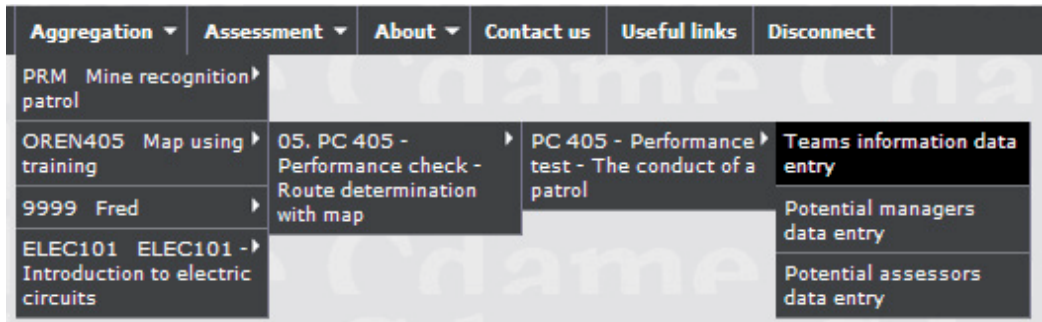 Aggregation Assessment About Contact us Useful links Disconnect
PRM Mine recognition
patrol
OREN405 Map using
training
9999 Fred
ELEC101 ELEC101 -
Introduction to electric
circuits
05. PC 405 -
Performance check -
Route determination
with map
PC 405 - Performance
test - The conduct of a
patrol
Teams information data
entry
Potential managers
data entry
Potential assessors
data entry
Cdame